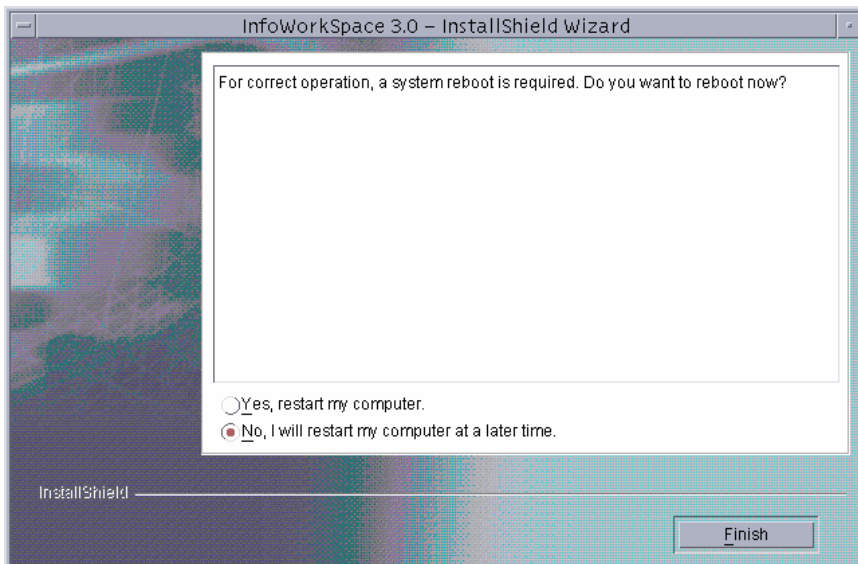 InfoWorkSpace 3.0 – InstallShield Wizard
For correct operation, a system reboot is required. Do you want to reboot now?
Yes, restart my computer.
No, I will restart my computer at a later time.
InstallShield
Finish